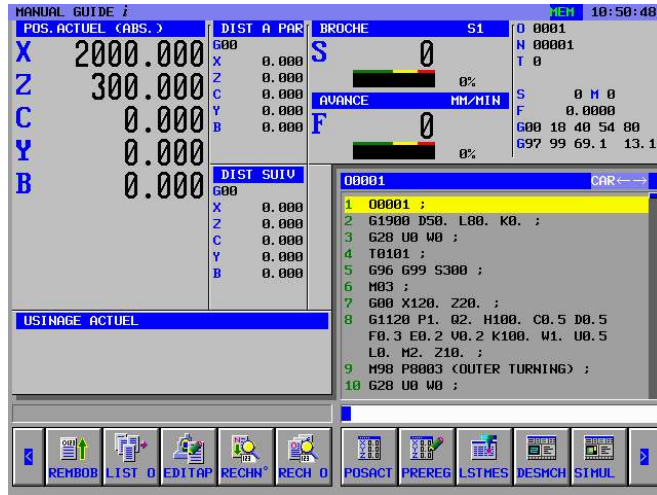 MANUAL GUIDE i MEM 10:50:48
POS.ACTUEL (ABS.)
X 2000.000
Z 300.000
C 0.000
Y 0.000
B 0.000
DIST A PAR
G00
X 0.000
Z 0.000
C 0.000
Y 0.000
B 0.000
DIST SUIV
G00
X 0.000
Z 0.000
C 0.000
Y 0.000
B 0.000
BROCHE S1
S 0
0%
AVANCE MM/MIN
F 0
0%
O 0001
N 00001
T 0
S 0 M 0
F 0.0000
G00 18 40 54 80
G97 99 69.1 13.1
USINAGE ACTUEL
O0001 CAR←→
1 O0001 ;
2 G1900 D50. L80. K0. ;
3 G28 U0 W0 ;
4 T0101 ;
5 G96 G99 S300 ;
6 M03 ;
7 G00 X120. Z20. ;
8 G1120 P1. Q2. H100. C0.5 D0.5
F0.3 E0.2 V0.2 K100. W1. U0.5
L0. M2. Z10. ;
9 M98 P8003 (OUTER TURNING) ;
10 G28 U0 W0 ;
REMBOB LIST O EDITAP RECHN° RECH O POSACT PREREG LSTMES DESMCH SIMUL